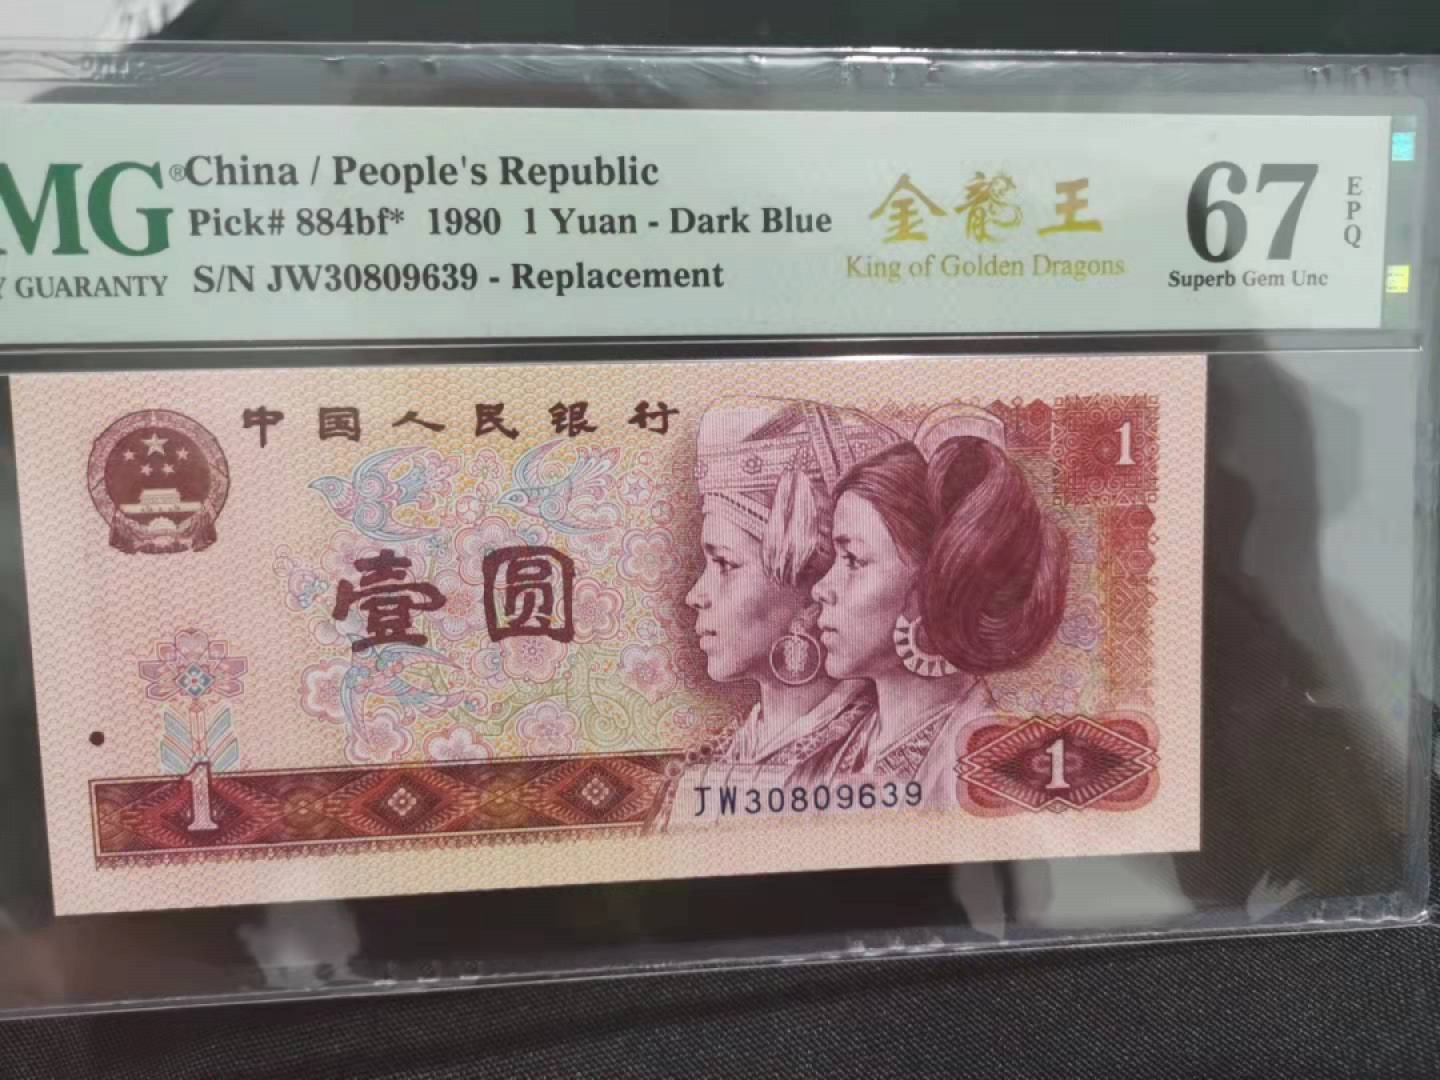 MG®
Y GUARANTY
China / People's Republic
Pick# 884bf* 1980 1 Yuan - Dark Blue
S/N JW30809639 - Replacement
金龍王
King of Golden Dragons
67
EPQ
Superb Gem Unc
中国人民银行
1
壹圆
1
JW30809639
1